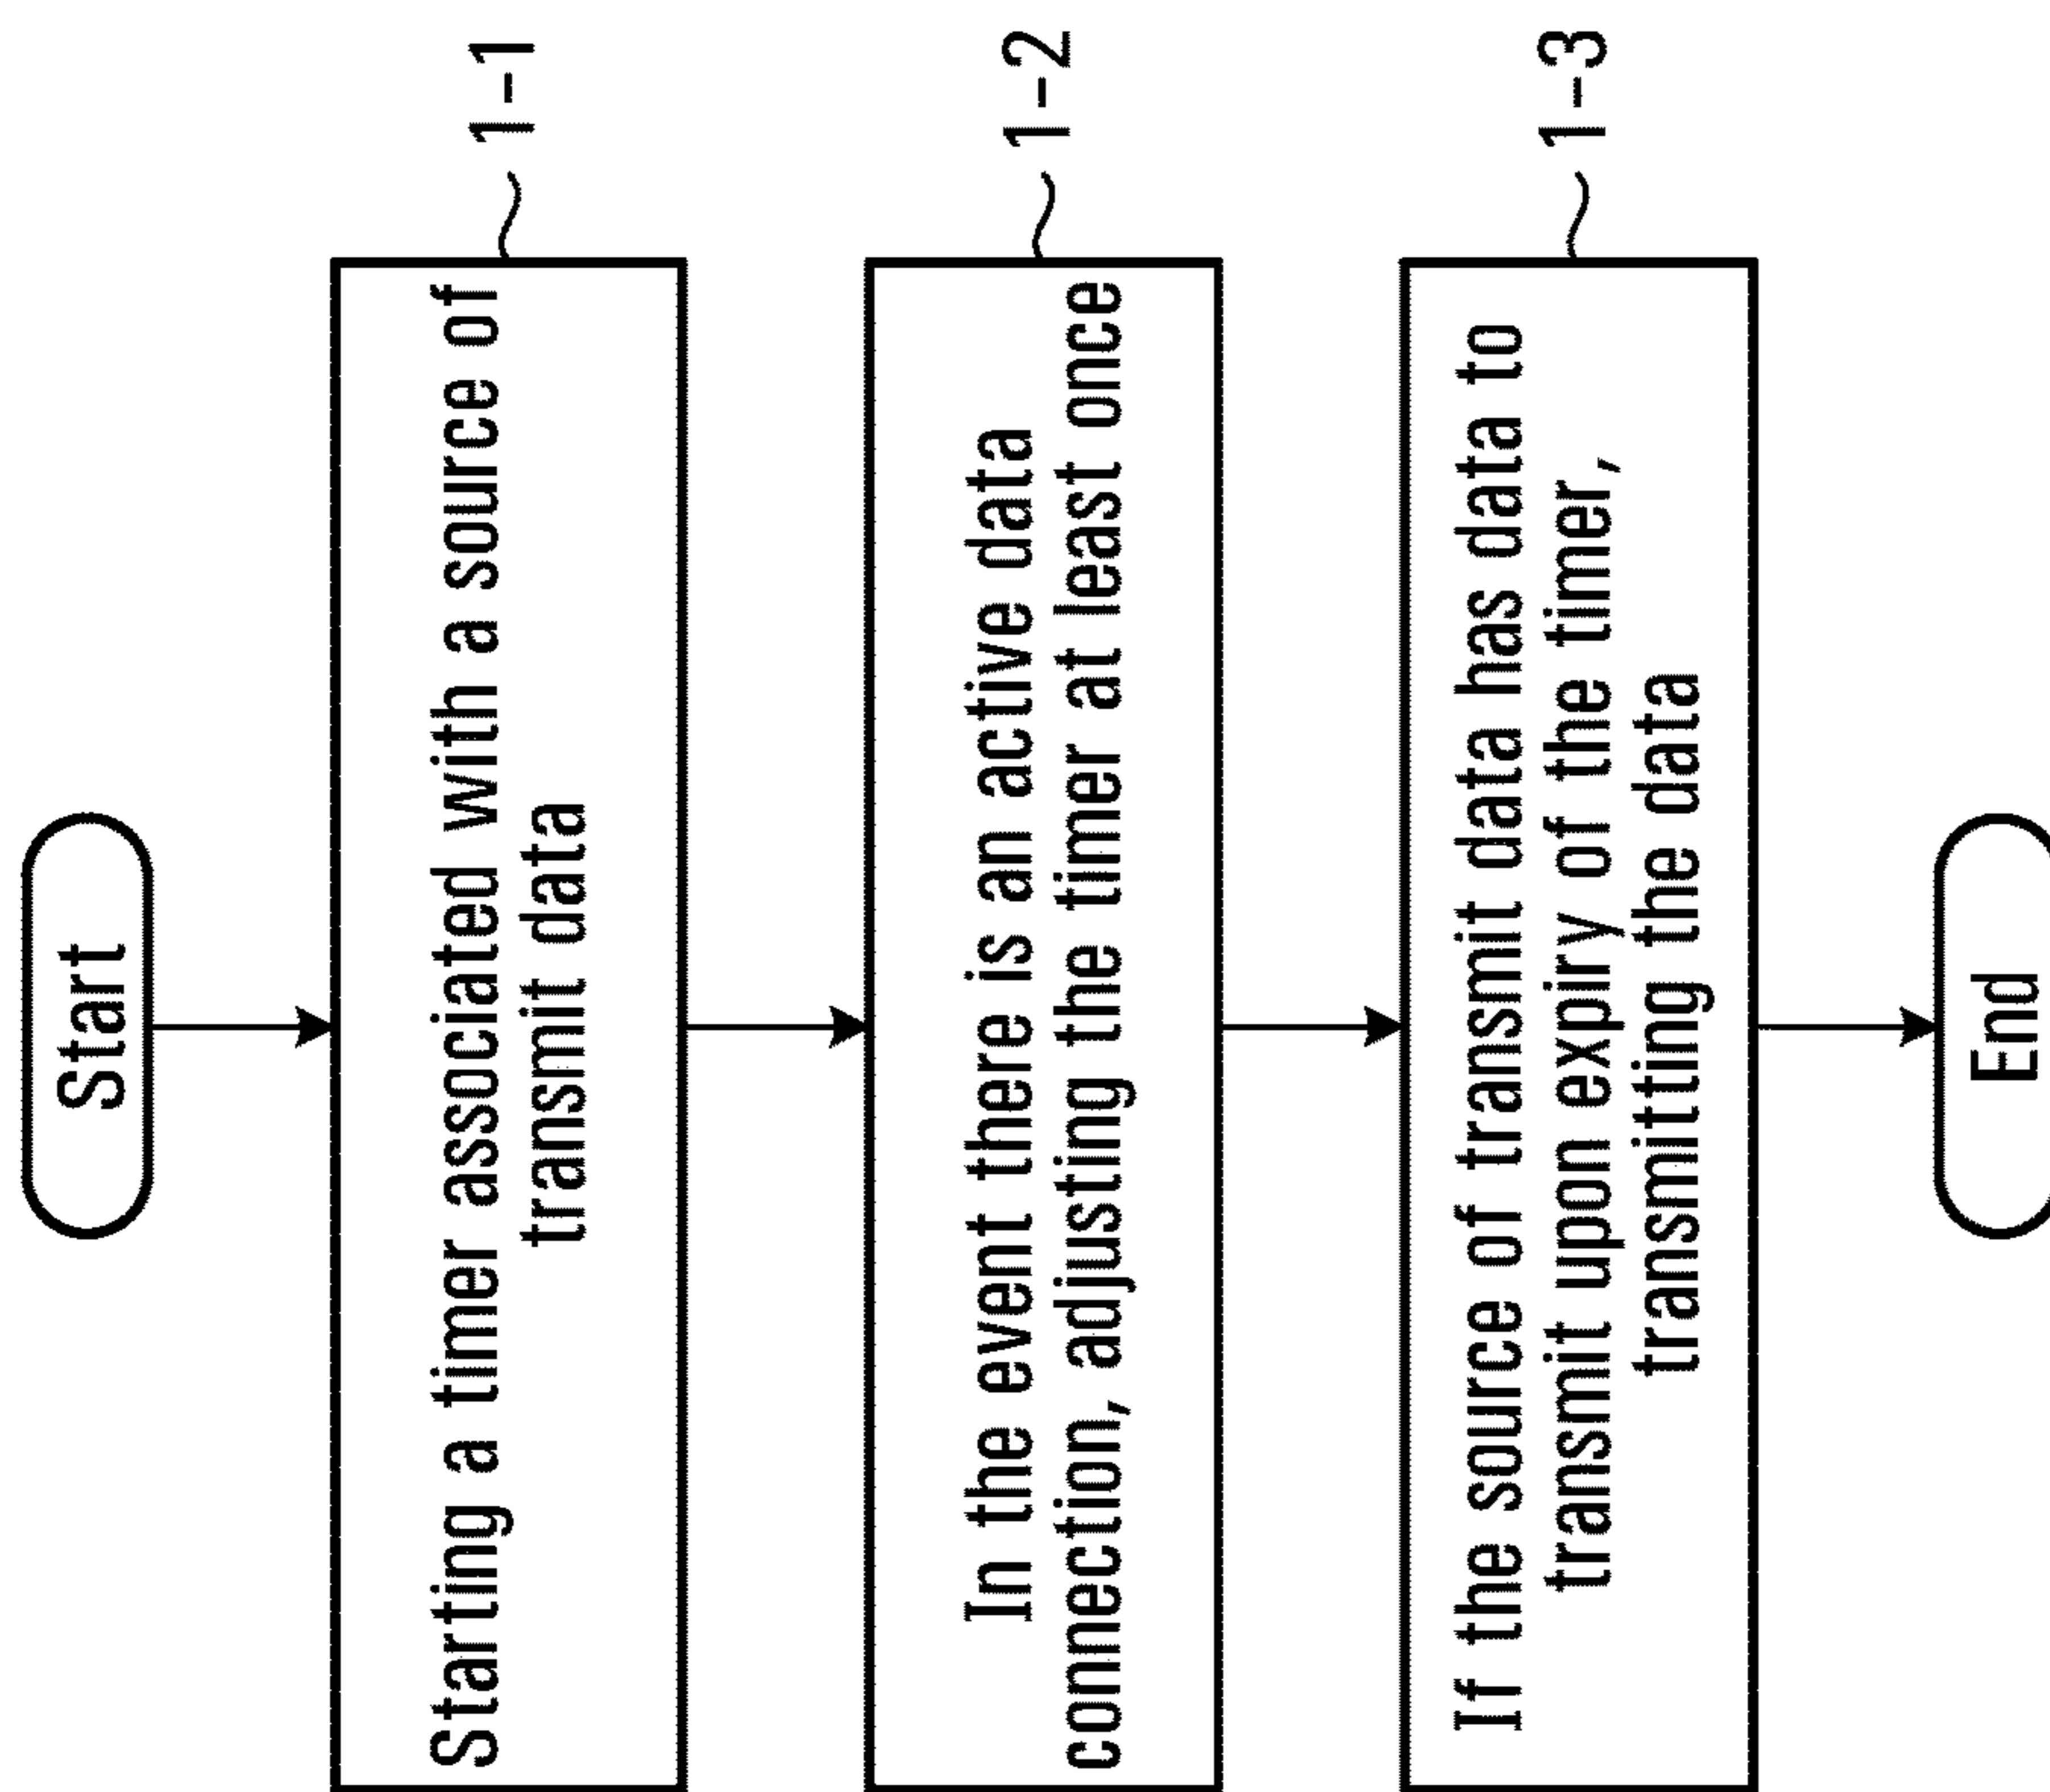 Start
Starting a timer associated with a source of
transmit data
1-1
In the event there is an active data
connection, adjusting the timer at least once
1-2
If the source of transmit data has data to
transmit upon expiry of the timer,
transmitting the data
1-3
End